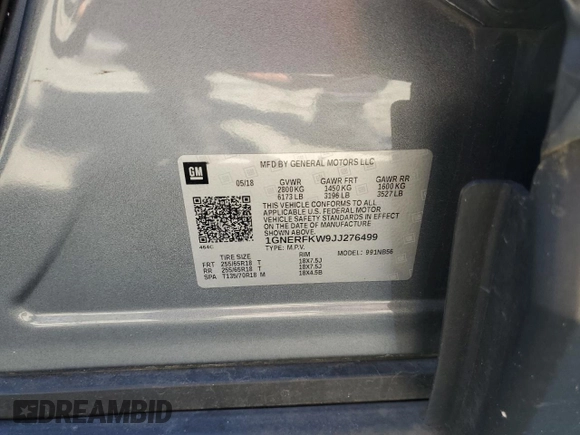 GM
MFD BY GENERAL MOTORS LLC
05/18 GVWR GAWR FRT GAWR RR
2800 KG 1450 KG 1600 KG
6173 LB 3196 LB 3527 LB
THIS VEHICLE CONFORMS TO ALL
APPLICABLE U.S. FEDERAL MOTOR
VEHICLE SAFETY STANDARDS IN EFFECT
ON THE DATE OF MANUFACTURE
SHOWN ABOVE.
1GNERFKW9JJ276499
TYPE: M.P.V. MODEL: 991NB56
464C
TIRE SIZE RIM
FRT 255/65R18 T 18X7.5J
RR 255/65R18 T 18X7.5J
SPA T135/70R18 M 18X4.5B
DREAMBID